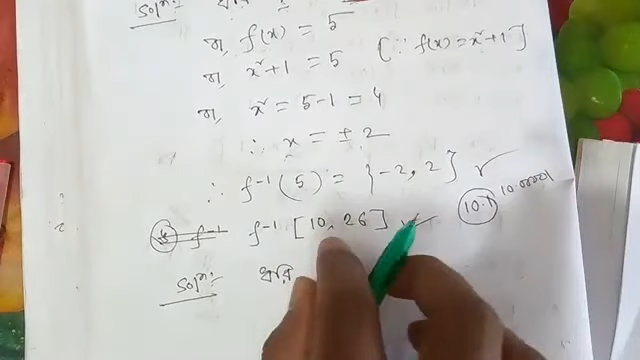 Solⁿ:
বা, f(x) = 5
বা, x² + 1 = 5 [∵ f(x) = x² + 1]
বা, x² = 5 - 1 = 4
∴ x = ± 2
∴ f⁻¹(5) = {-2, 2}
f⁻¹ [10, 26]
10.1
Solⁿ: ধরি